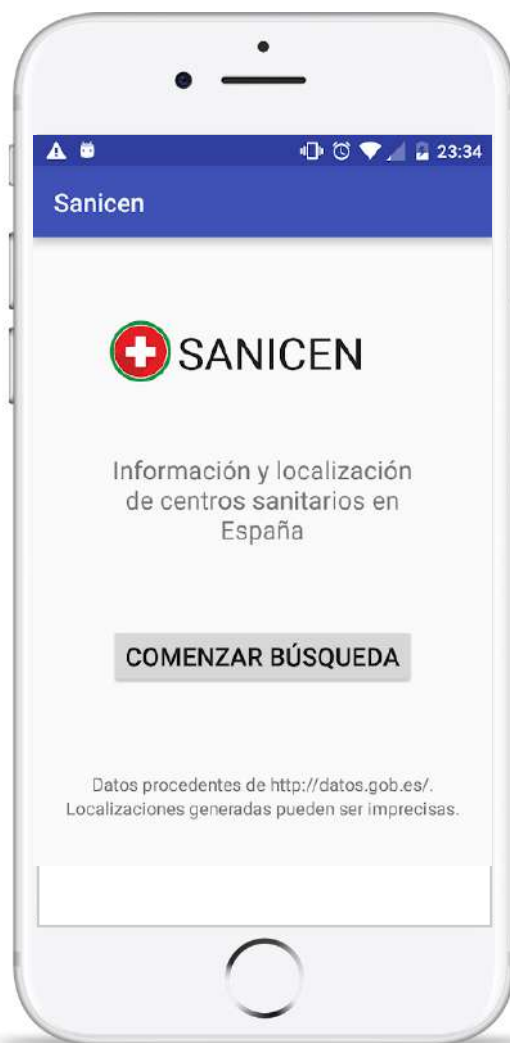 23:34
Sanicen
SANICEN
Información y localización
de centros sanitarios en
España
COMENZAR BÚSQUEDA
Datos procedentes de http://datos.gob.es/.
Localizaciones generadas pueden ser imprecisas.